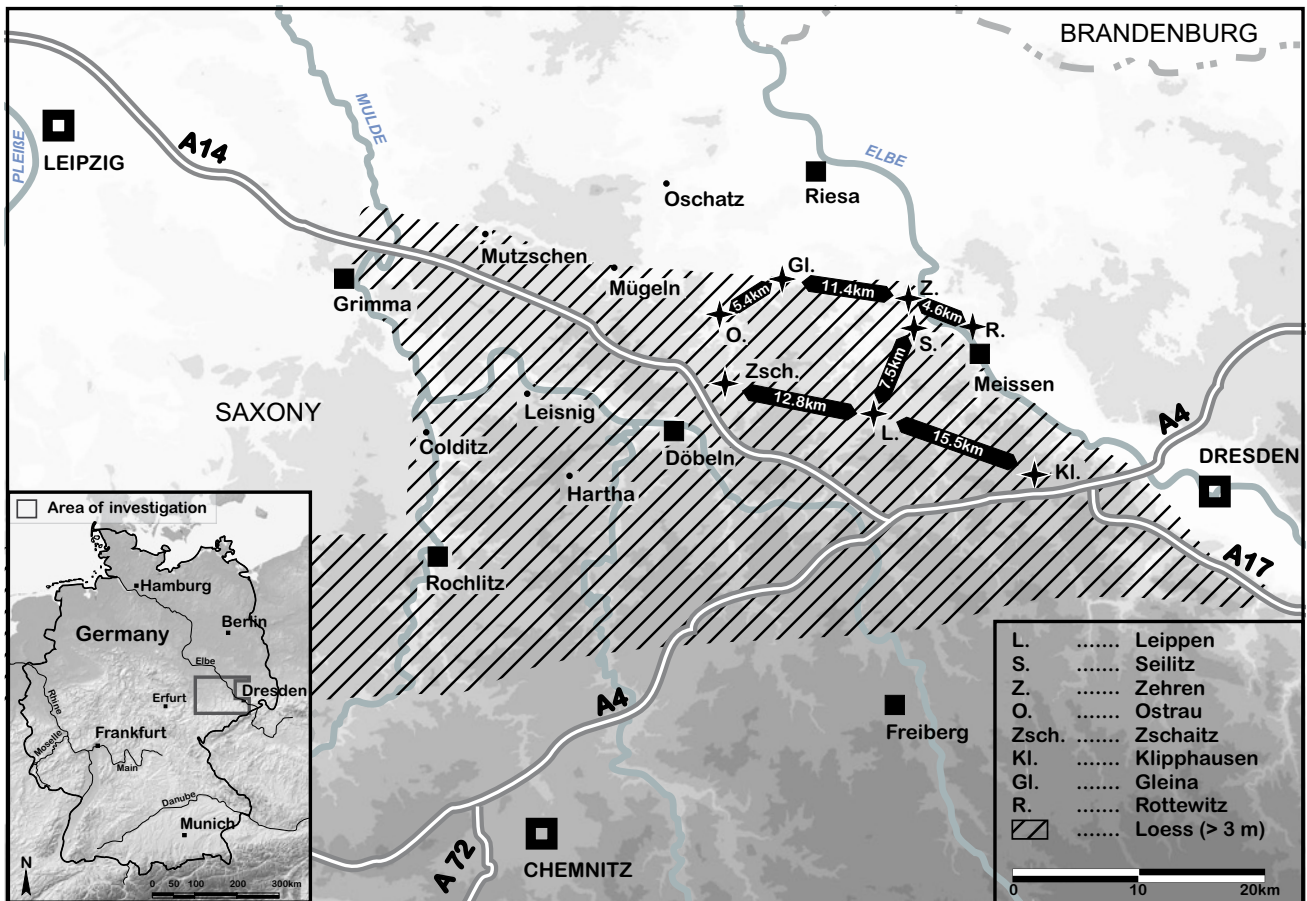 BRANDENBURG
MULDE
PLEIßE
LEIPZIG
A14
ELBE
Oschatz
Riesa
Mutzschen
Mügeln
Grimma
Gl.
5.4km
11.4km
Z.
4.6km
O.
S.
R.
Meissen
7.5km
Zsch.
12.8km
L.
15.5km
Kl.
A4
DRESDEN
SAXONY
Leisnig
Colditz
Döbeln
Hartha
Rochlitz
A17
A4
Freiberg
A 72
CHEMNITZ
Area of investigation
Hamburg
Berlin
Germany
Elbe
Dresden
Erfurt
Rhine
Moselle
Frankfurt
Main
Danube
Munich
N
0 50 100 200 300km
L. ....... Leippen
S. ....... Seilitz
Z. ....... Zehren
O. ....... Ostrau
Zsch. ....... Zschaitz
Kl. ....... Klipphausen
Gl. ....... Gleina
R. ....... Rottewitz
....... Loess (> 3 m)
0 10 20km